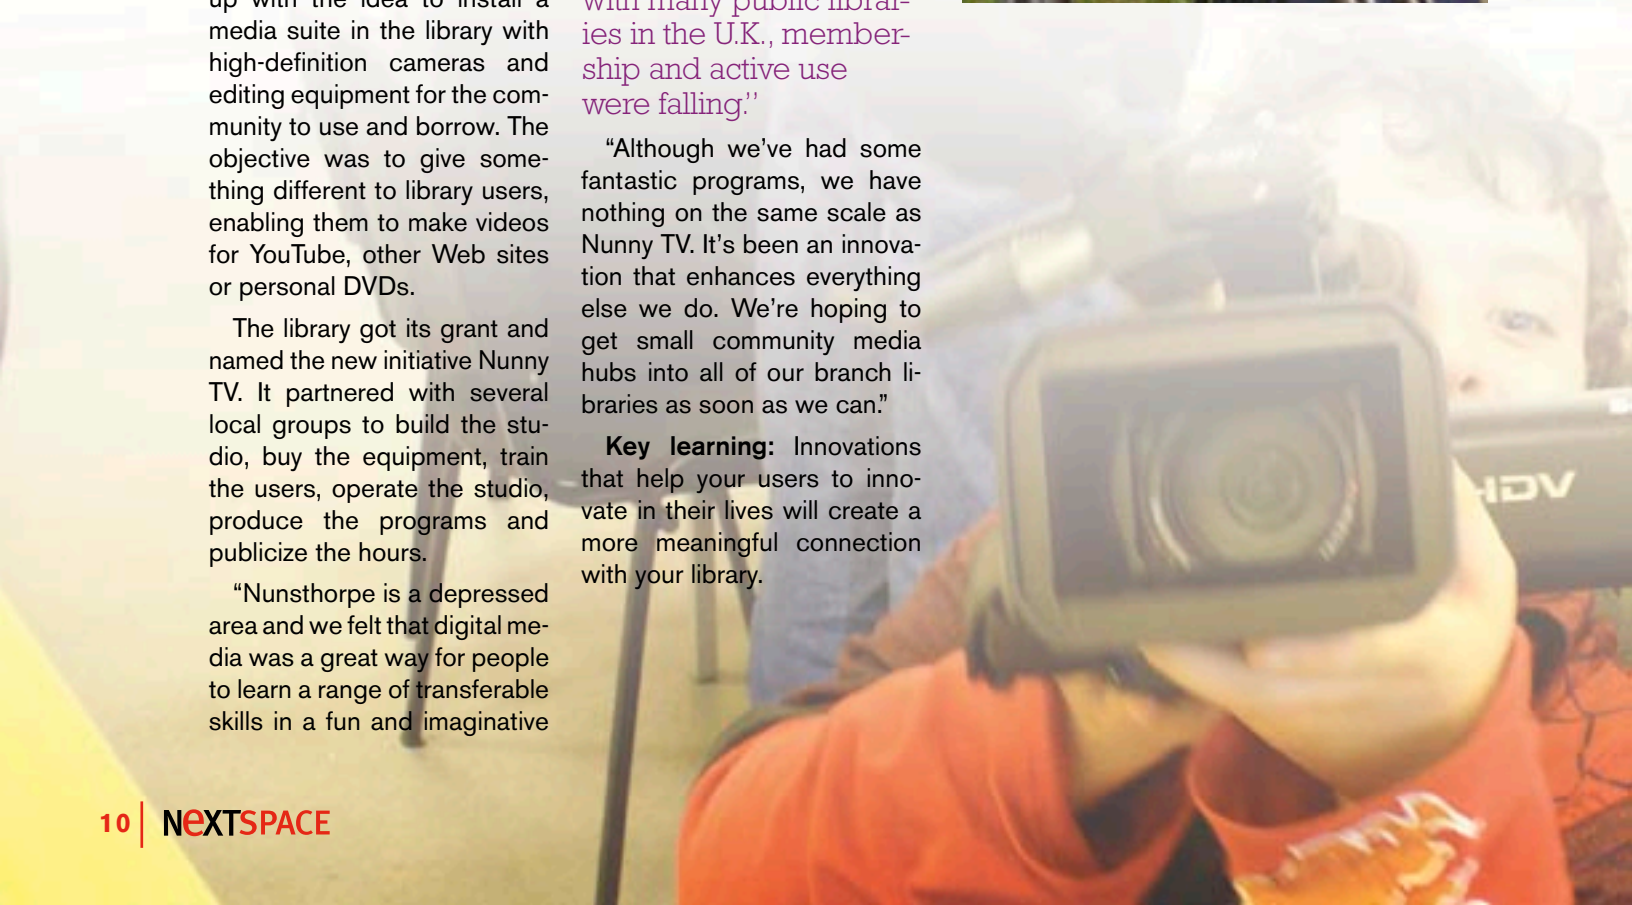 up with the idea to install a
media suite in the library with
high-definition cameras and
editing equipment for the com-
munity to use and borrow. The
objective was to give some-
thing different to library users,
enabling them to make videos
for YouTube, other Web sites
or personal DVDs.
The library got its grant and
named the new initiative Nunny
TV. It partnered with several
local groups to build the stu-
dio, buy the equipment, train
the users, operate the studio,
produce the programs and
publicize the hours.
“Nunsthorpe is a depressed
area and we felt that digital me-
dia was a great way for people
to learn a range of transferable
skills in a fun and imaginative
with many public librar-
ies in the U.K., member-
ship and active use
were falling.”
“Although we’ve had some
fantastic programs, we have
nothing on the same scale as
Nunny TV. It’s been an innova-
tion that enhances everything
else we do. We’re hoping to
get small community media
hubs into all of our branch li-
braries as soon as we can.”
Key learning: Innovations
that help your users to inno-
vate in their lives will create a
more meaningful connection
with your library.
HDV
10 | NeXTSPACE